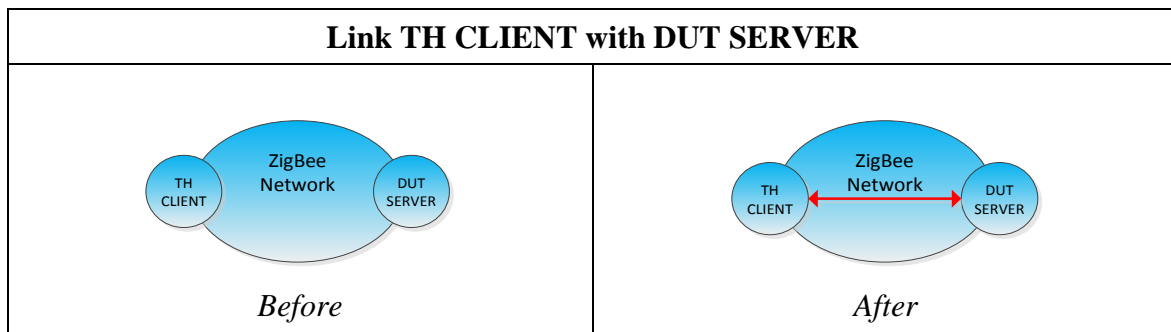 Link TH CLIENT with DUT SERVER
ZigBee
Network
TH
CLIENT
DUT
SERVER
Before
ZigBee
Network
TH
CLIENT
DUT
SERVER
After